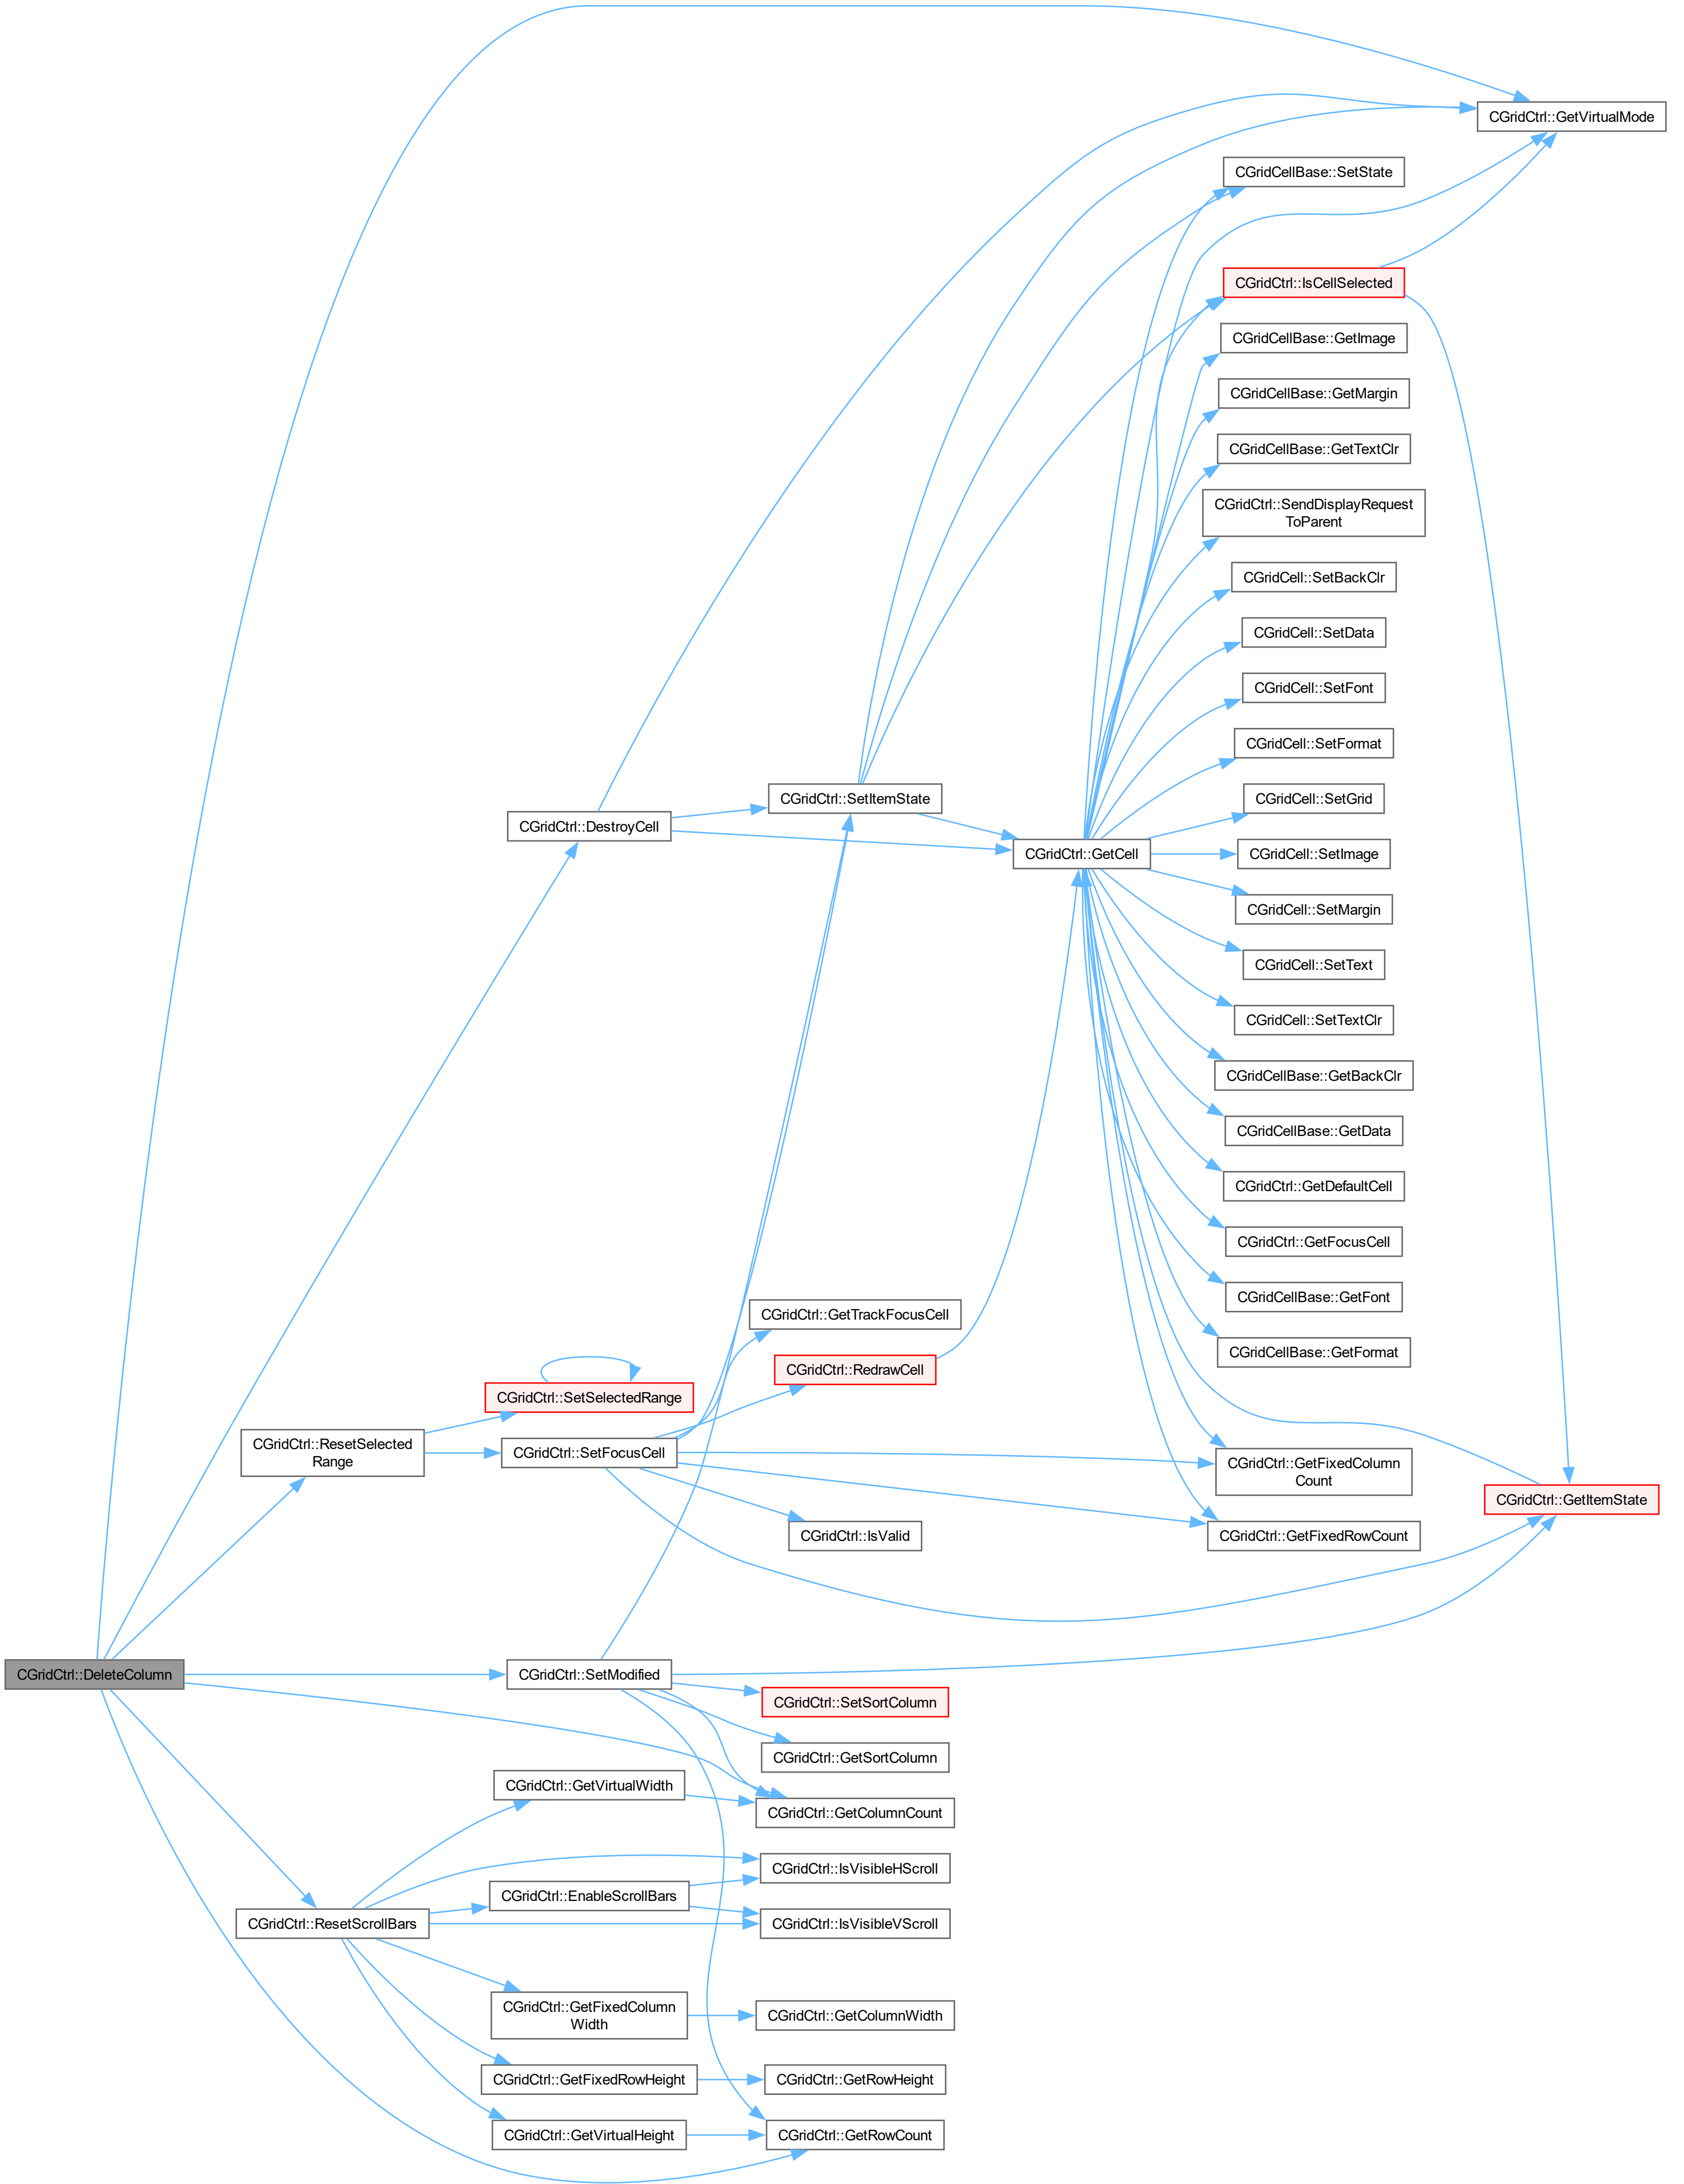 CGridCtrl::GetVirtualMode
CGridCellBase::SetState
CGridCtrl::IsCellSelected
CGridCellBase::GetImage
CGridCellBase::GetMargin
CGridCellBase::GetTextClr
CGridCtrl::SendDisplayRequest
ToParent
CGridCell::SetBackClr
CGridCell::SetData
CGridCell::SetFont
CGridCell::SetFormat
CGridCtrl::SetItemState
CGridCell::SetGrid
CGridCtrl::DestroyCell
CGridCtrl::GetCell
CGridCell::SetImage
CGridCell::SetMargin
CGridCell::SetText
CGridCell::SetTextClr
CGridCellBase::GetBackClr
CGridCellBase::GetData
CGridCtrl::GetDefaultCell
CGridCtrl::GetFocusCell
CGridCellBase::GetFont
CGridCtrl::GetTrackFocusCell
CGridCellBase::GetFormat
CGridCtrl::RedrawCell
CGridCtrl::SetSelectedRange
CGridCtrl::ResetSelected
Range
CGridCtrl::SetFocusCell
CGridCtrl::GetFixedColumn
Count
CGridCtrl::GetItemState
CGridCtrl::IsValid
CGridCtrl::GetFixedRowCount
CGridCtrl::DeleteColumn
CGridCtrl::SetModified
CGridCtrl::SetSortColumn
CGridCtrl::GetSortColumn
CGridCtrl::GetVirtualWidth
CGridCtrl::GetColumnCount
CGridCtrl::IsVisibleHScroll
CGridCtrl::EnableScrollBars
CGridCtrl::ResetScrollBars
CGridCtrl::IsVisibleVScroll
CGridCtrl::GetFixedColumn
Width
CGridCtrl::GetColumnWidth
CGridCtrl::GetFixedRowHeight
CGridCtrl::GetRowHeight
CGridCtrl::GetVirtualHeight
CGridCtrl::GetRowCount